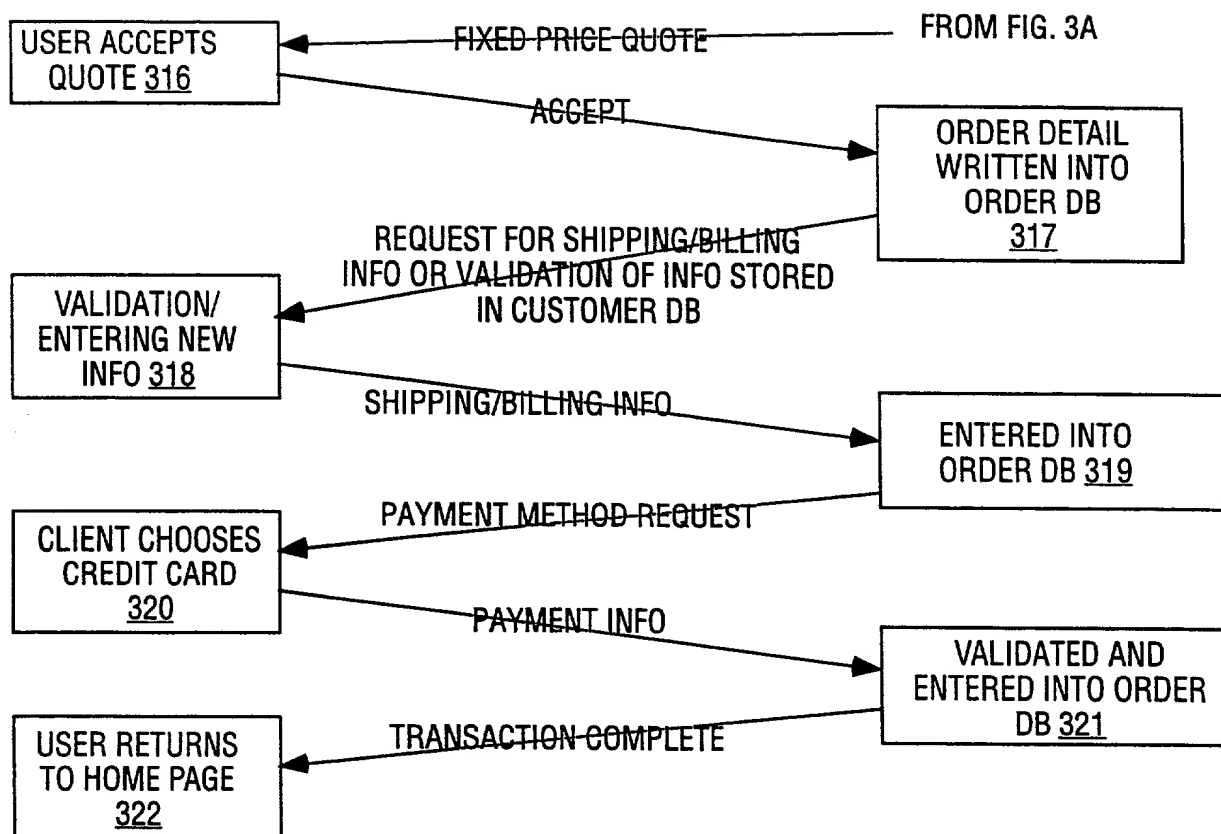 FROM FIG. 3A
FIXED PRICE QUOTE
USER ACCEPTS
QUOTE 316
ACCEPT
ORDER DETAIL
WRITTEN INTO
ORDER DB
317
REQUEST FOR SHIPPING/BILLING
INFO OR VALIDATION OF INFO STORED
IN CUSTOMER DB
VALIDATION/
ENTERING NEW
INFO 318
SHIPPING/BILLING INFO
ENTERED INTO
ORDER DB 319
PAYMENT METHOD REQUEST
CLIENT CHOOSES
CREDIT CARD
320
PAYMENT INFO
VALIDATED AND
ENTERED INTO ORDER
DB 321
TRANSACTION COMPLETE
USER RETURNS
TO HOME PAGE
322